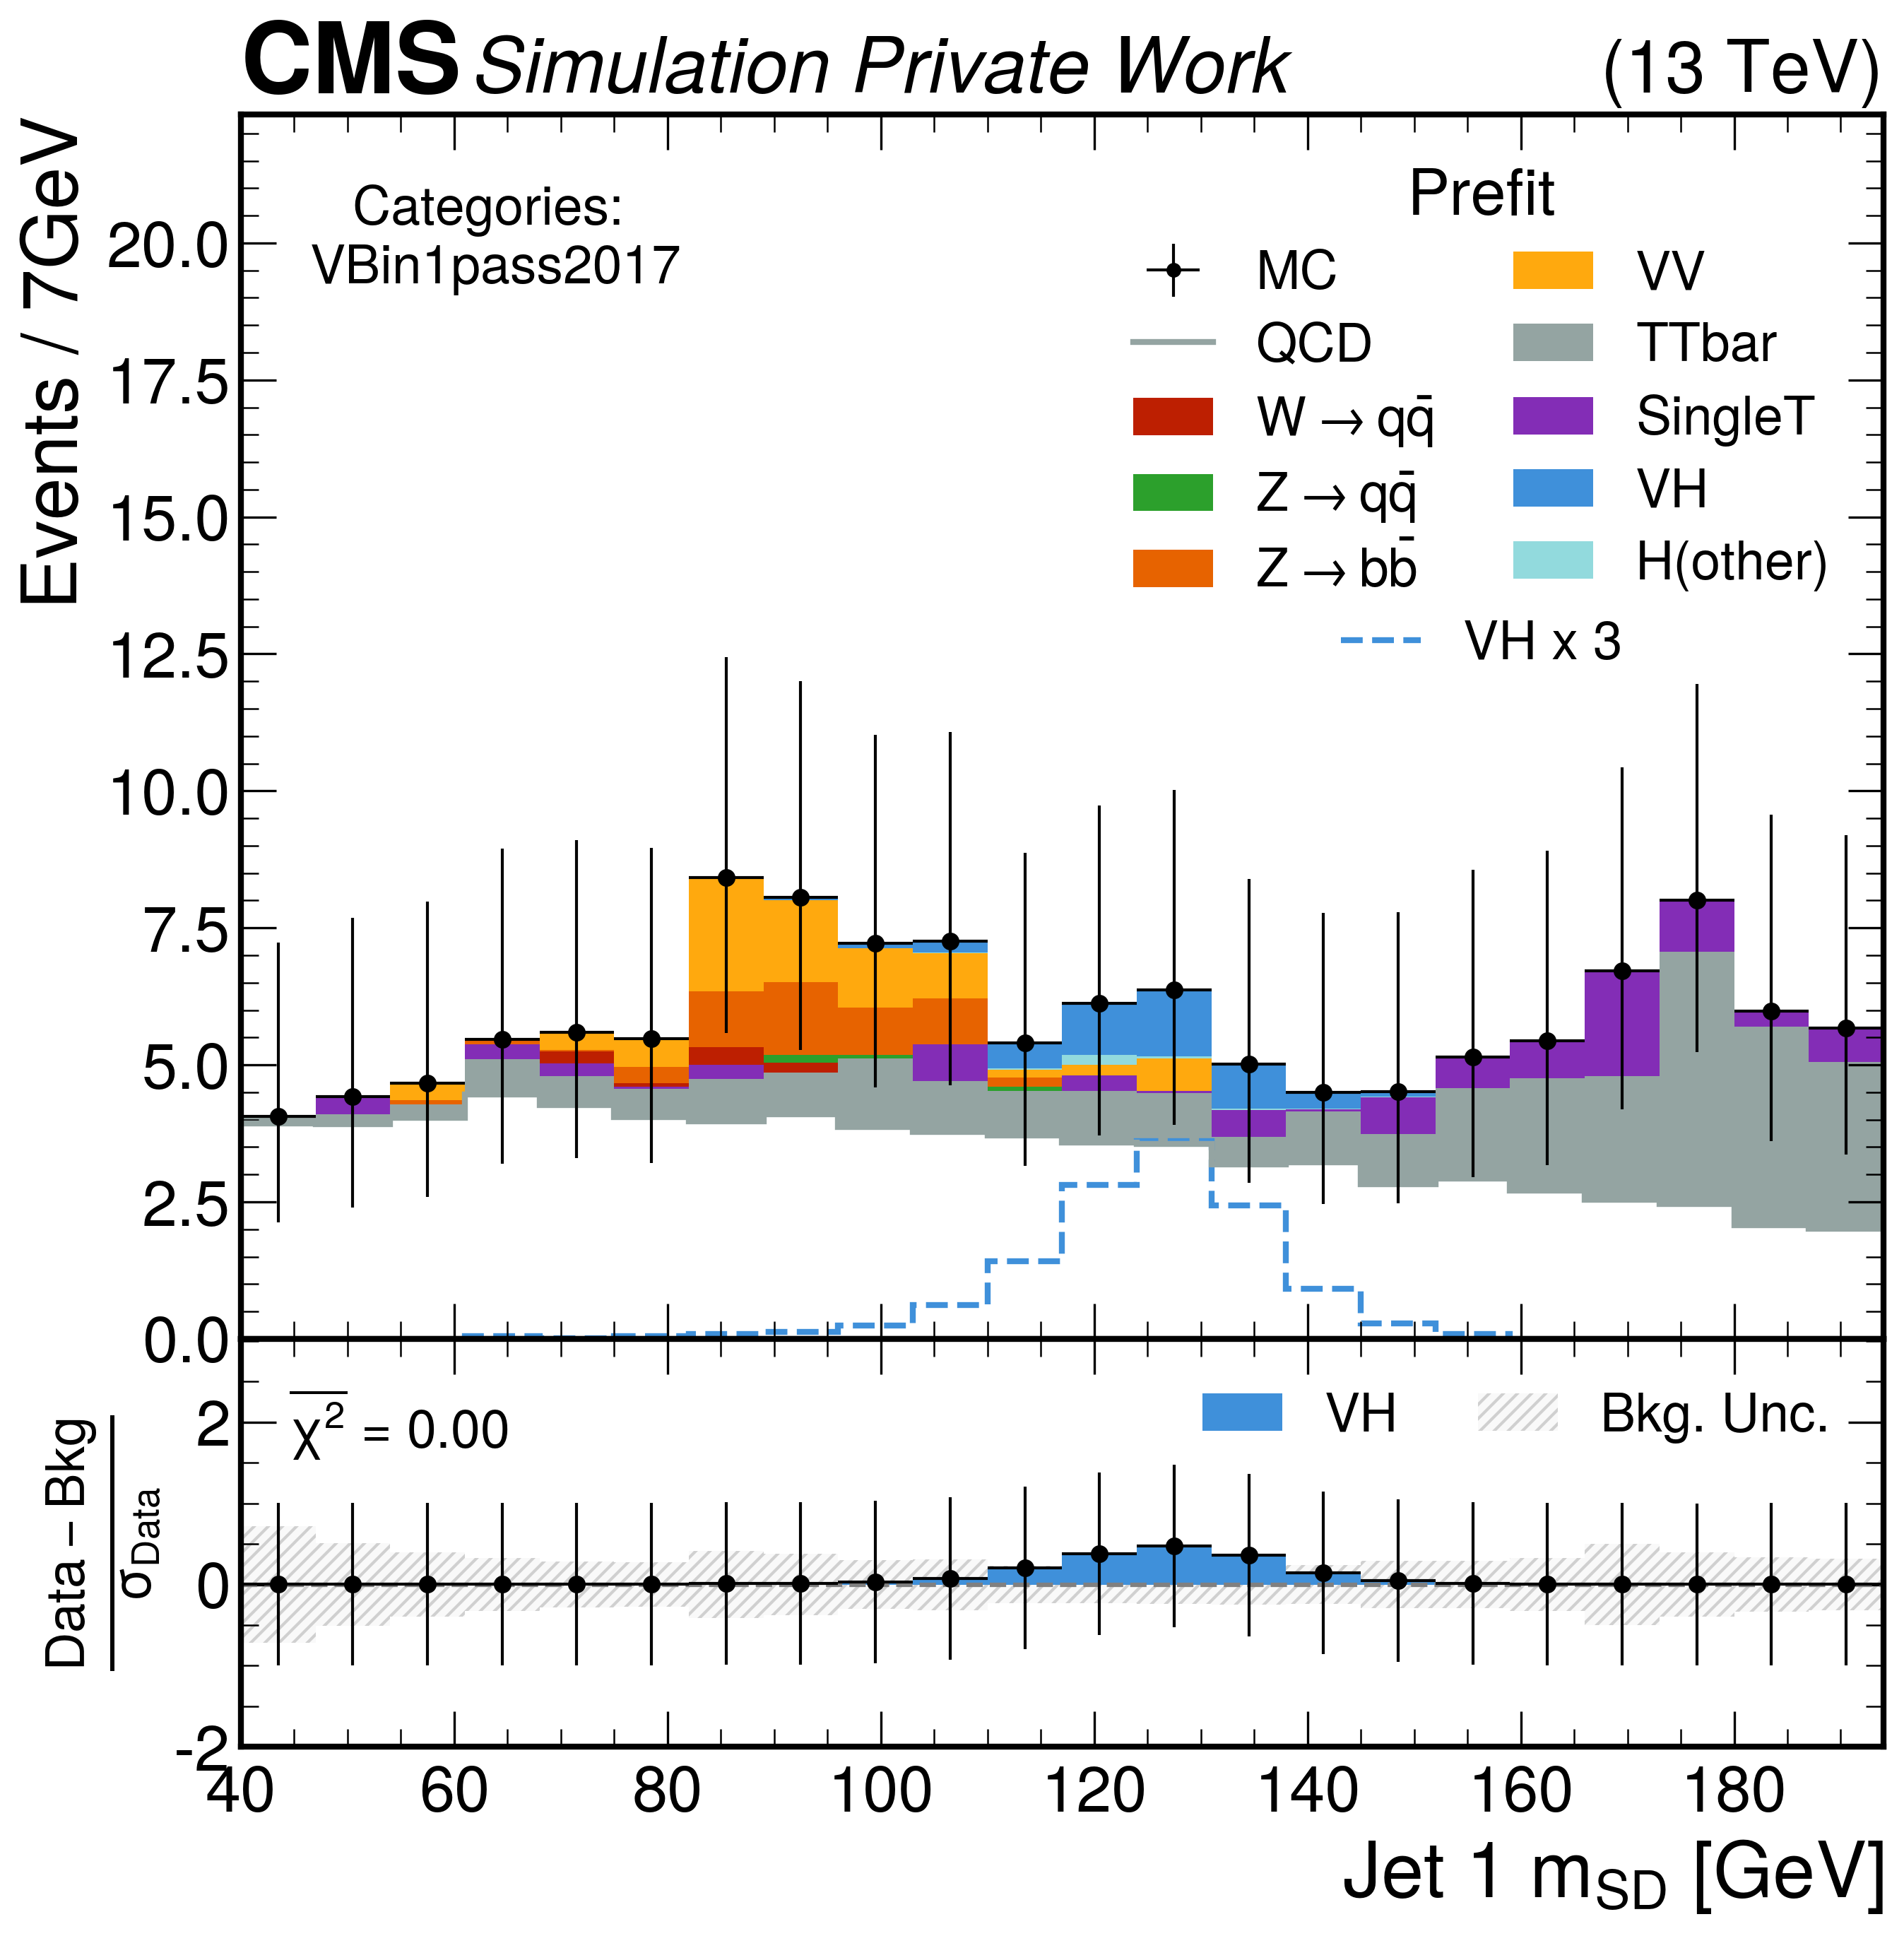 CMS Simulation Private Work (13 TeV)
Events / 7GeV
Categories:
VBin1pass2017
Prefit
MC
QCD
W → qq̄
Z → qq̄
Z → bb̄
VV
TTbar
SingleT
VH
H(other)
VH x 3
20.0
17.5
15.0
12.5
10.0
7.5
5.0
2.5
0.0
Data – Bkg
σData
χ² = 0.00
VH
Bkg. Unc.
2
0
-2
40 60 80 100 120 140 160 180
Jet 1 mSD [GeV]